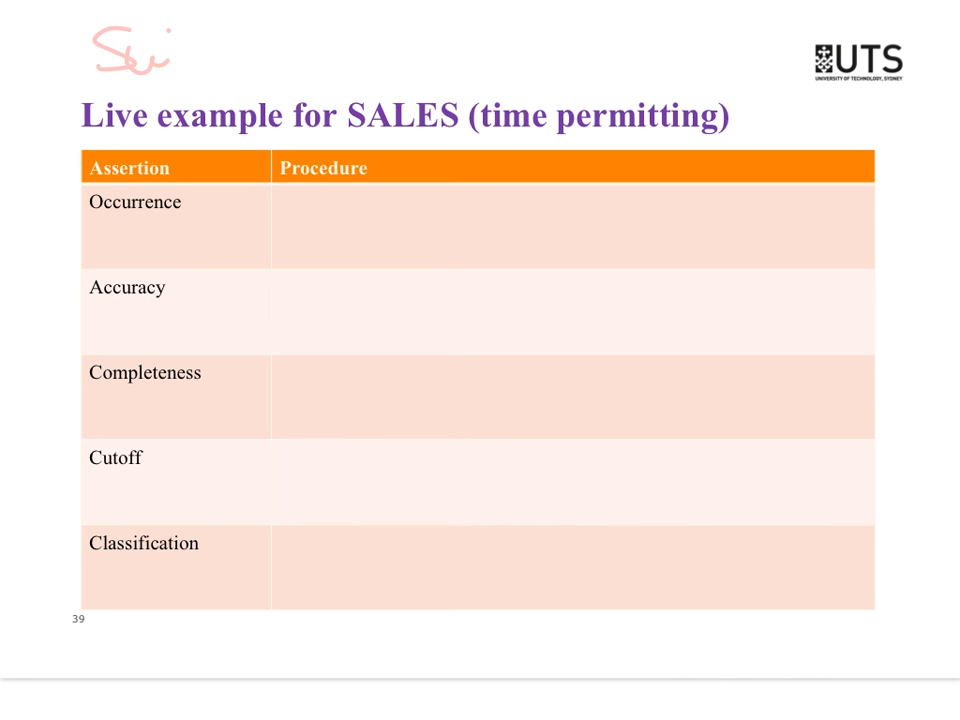 UTS
UNIVERSITY OF TECHNOLOGY, SYDNEY
Live example for SALES (time permitting)
Assertion Procedure
Occurrence
Accuracy
Completeness
Cutoff
Classification
39